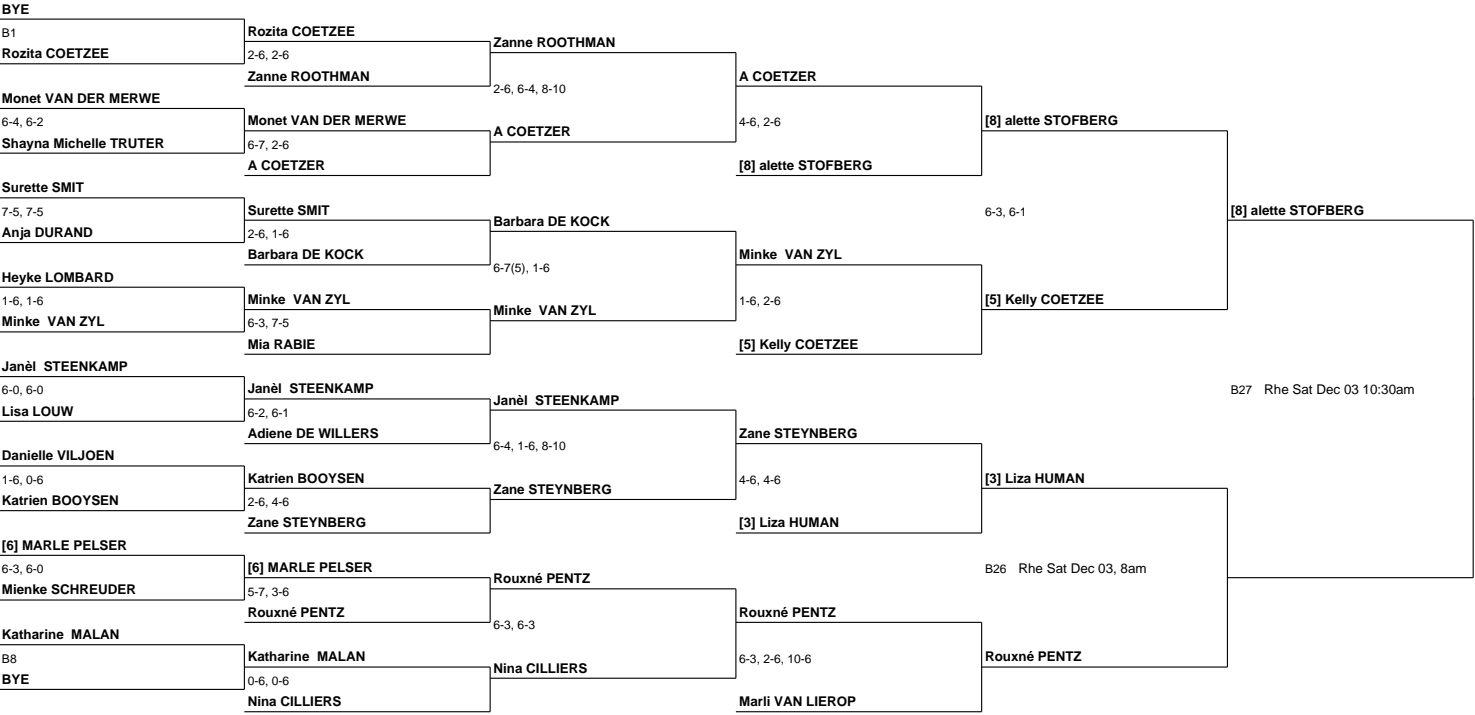 BYE
B1
Rozita COETZEE
Monet VAN DER MERWE
6-4, 6-2
Shayna Michelle TRUTER
Surette SMIT
7-5, 7-5
Anja DURAND
Heyke LOMBARD
1-6, 1-6
Minke VAN ZYL
Janèl STEENKAMP
6-0, 6-0
Lisa LOUW
Danielle VILJOEN
1-6, 0-6
Katrien BOOYSEN
[6] MARLE PELSER
6-3, 6-0
Mienke SCHREUDER
Katharine MALAN
B8
BYE
Rozita COETZEE
2-6, 2-6
Zanne ROOTHMAN
Monet VAN DER MERWE
6-7, 2-6
A COETZER
Surette SMIT
2-6, 1-6
Barbara DE KOCK
Minke VAN ZYL
6-3, 7-5
Mia RABIE
Janèl STEENKAMP
6-2, 6-1
Adiene DE WILLERS
Katrien BOOYSEN
2-6, 4-6
Zane STEYNBERG
[6] MARLE PELSER
5-7, 3-6
Rouxné PENTZ
Katharine MALAN
0-6, 0-6
Nina CILLIERS
Zanne ROOTHMAN
2-6, 6-4, 8-10
A COETZER
Barbara DE KOCK
6-7(5), 1-6
Minke VAN ZYL
Janèl STEENKAMP
6-4, 1-6, 8-10
Zane STEYNBERG
Rouxné PENTZ
6-3, 6-3
Nina CILLIERS
A COETZER
4-6, 2-6
[8] alette STOFBERG
Minke VAN ZYL
1-6, 2-6
[5] Kelly COETZEE
Zane STEYNBERG
4-6, 4-6
[3] Liza HUMAN
Rouxné PENTZ
6-3, 2-6, 10-6
Marli VAN LIEROP
[8] alette STOFBERG
6-3, 6-1
[5] Kelly COETZEE
[3] Liza HUMAN
B26 Rhe Sat Dec 03, 8am
Rouxné PENTZ
[8] alette STOFBERG
B27 Rhe Sat Dec 03 10:30am